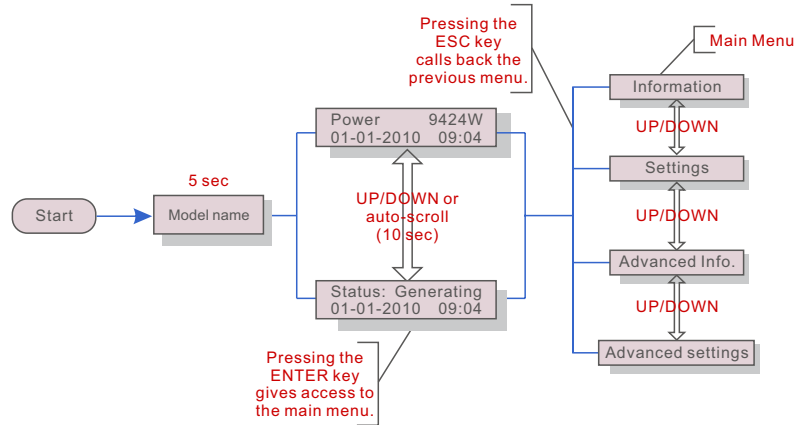 Start
5 sec
Model name
Power 9424W
01-01-2010 09:04
UP/DOWN or
auto-scroll
(10 sec)
Status: Generating
01-01-2010 09:04
Pressing the
ENTER key
gives access to
the main menu.
Pressing the
ESC key
calls back the
previous menu.
Main Menu
Information
UP/DOWN
Settings
UP/DOWN
Advanced Info.
UP/DOWN
Advanced settings